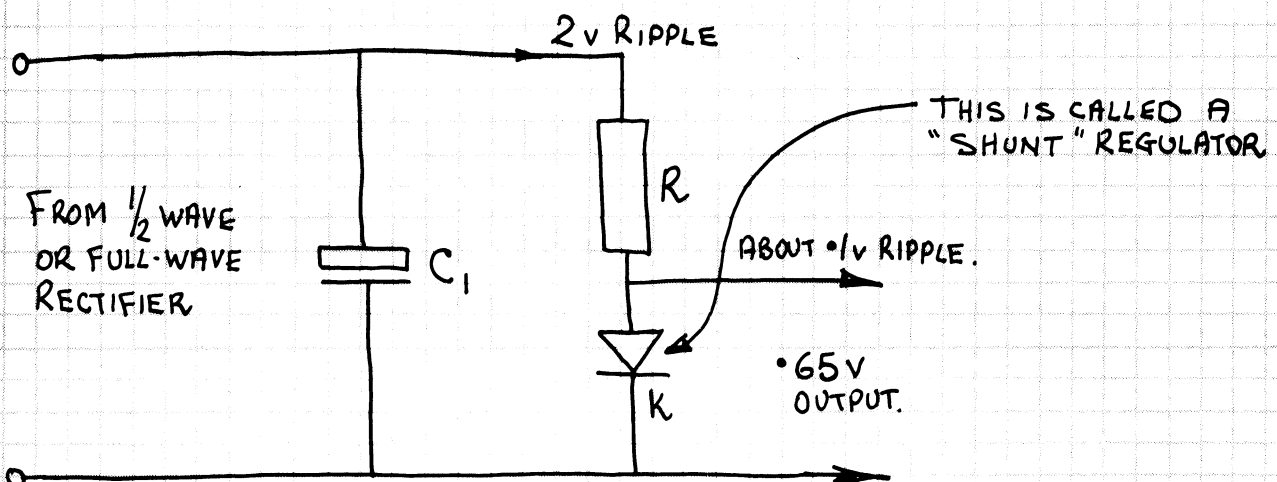 2v RIPPLE
THIS IS CALLED A
"SHUNT" REGULATOR
FROM 1/2 WAVE
OR FULL-WAVE
RECTIFIER
C1
R
ABOUT •1v RIPPLE.
•65v
OUTPUT.
K